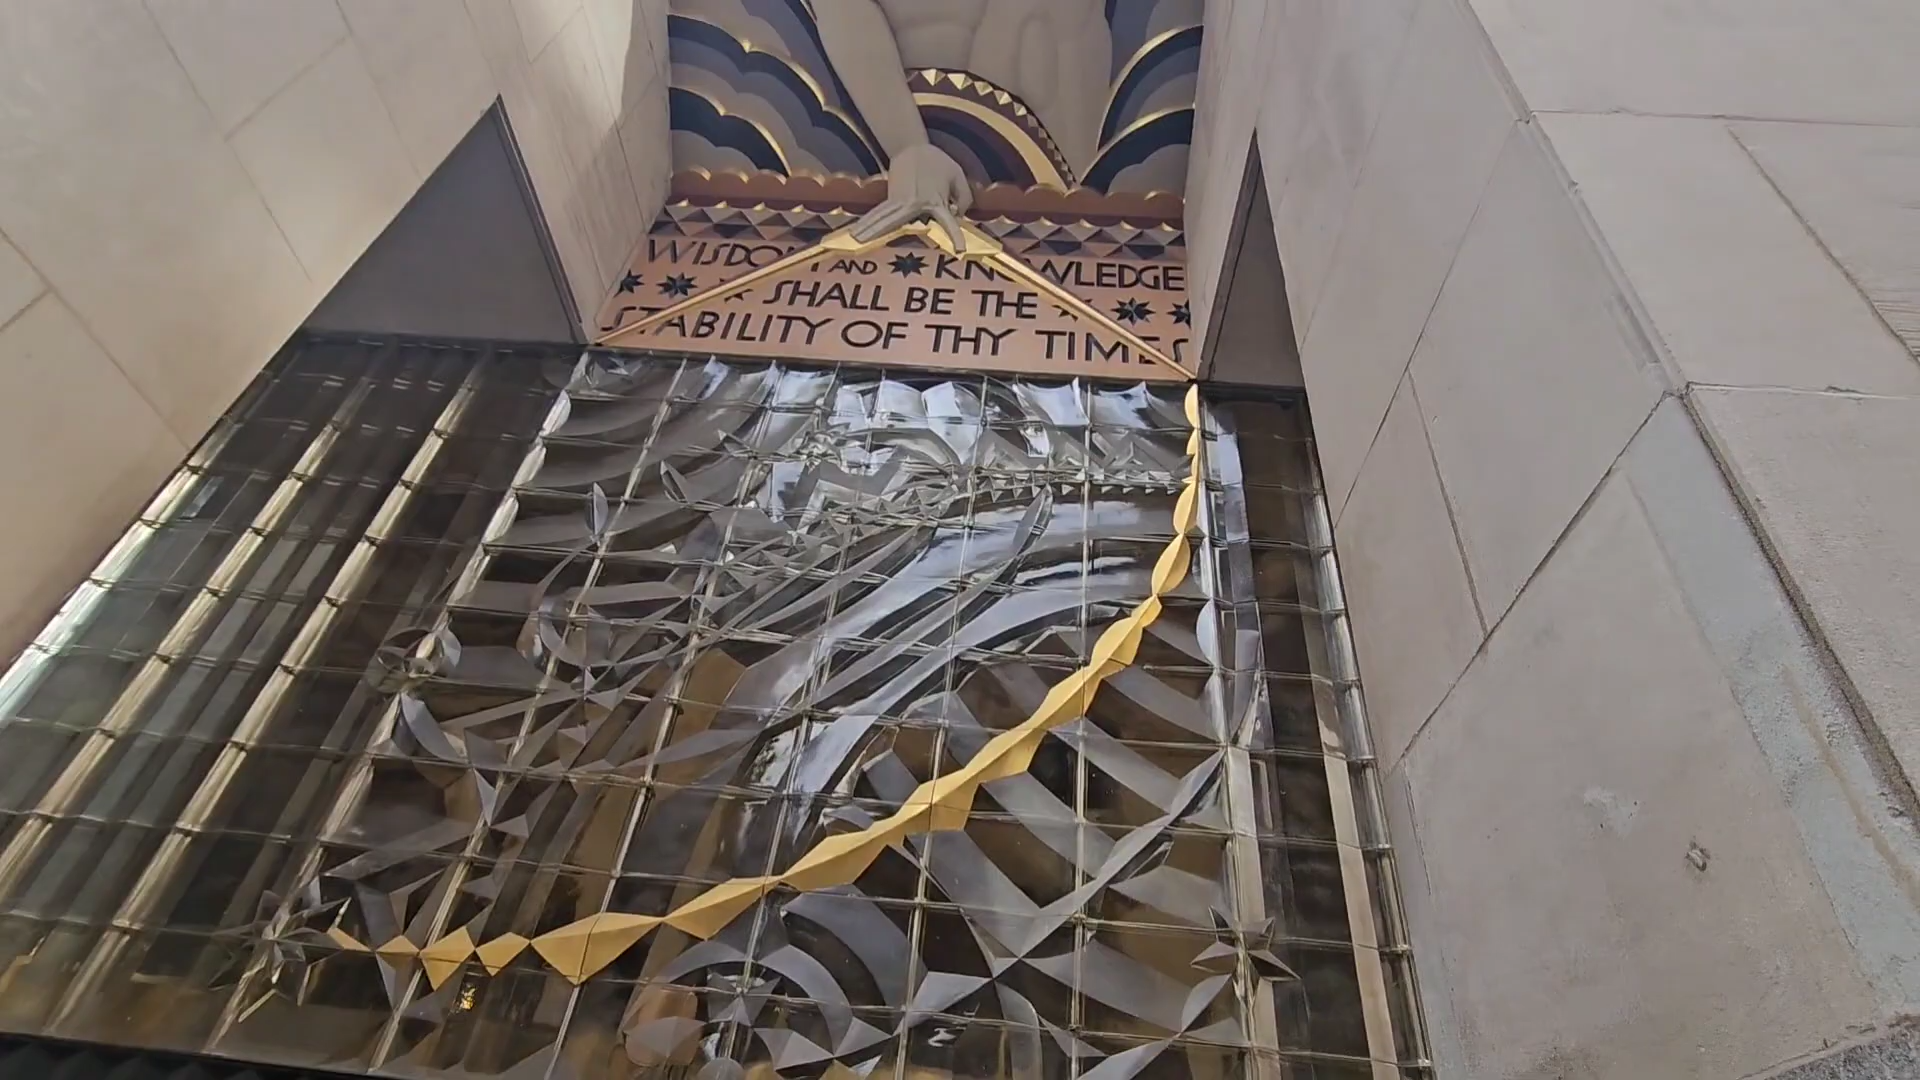 WISDOM AND KNOWLEDGE
SHALL BE THE
STABILITY OF THY TIMES